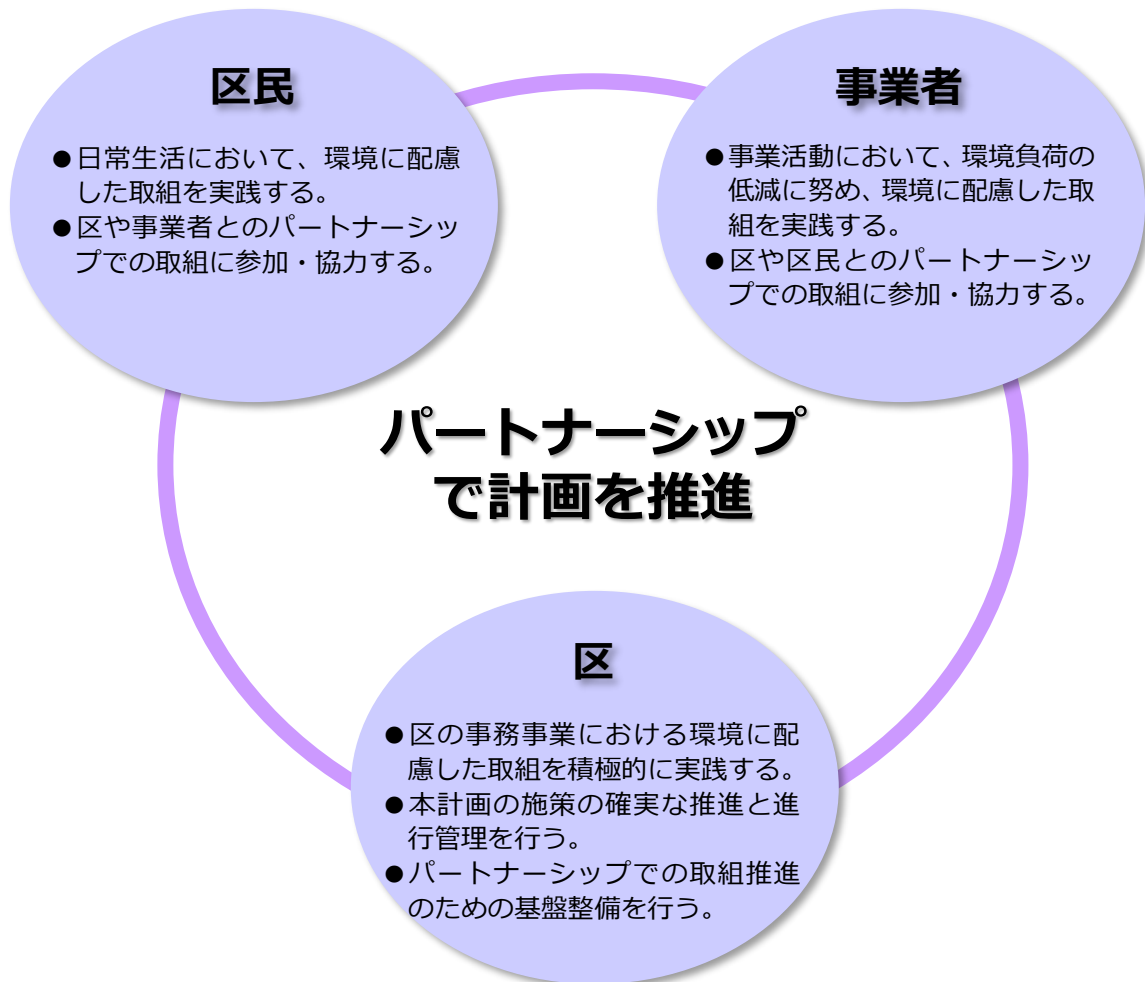 区民
●日常生活において、環境に配慮
した取組を実践する。
●区や事業者とのパートナーシッ
プでの取組に参加・協力する。
事業者
●事業活動において、環境負荷の
低減に努め、環境に配慮した取
組を実践する。
●区や区民とのパートナーシッ
プでの取組に参加・協力する。
パートナーシップ
で計画を推進
区
●区の事務事業における環境に配
慮した取組を積極的に実践する。
●本計画の施策の確実な推進と進
行管理を行う。
●パートナーシップでの取組推進
のための基盤整備を行う。